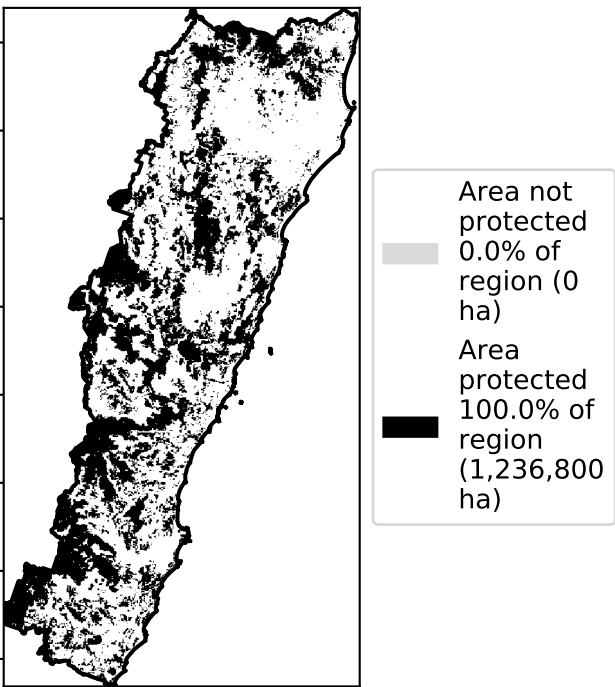 Area not
protected
0.0% of
region (0
ha)
Area
protected
100.0% of
region
(1,236,800
ha)